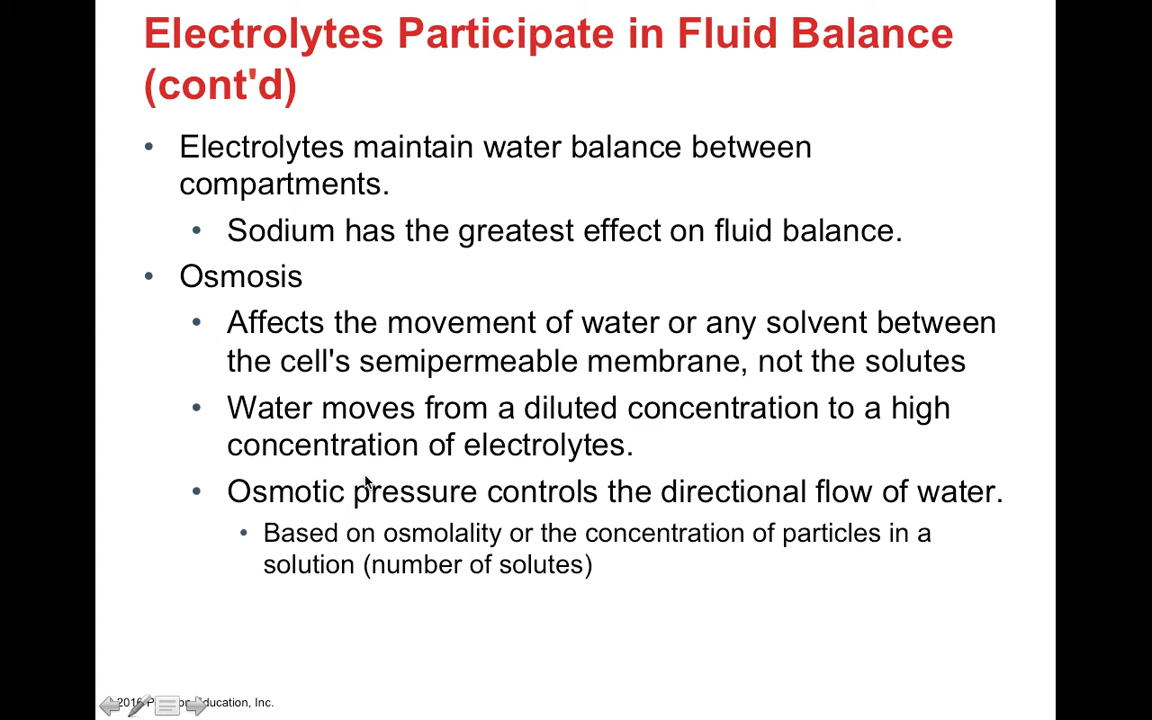 Electrolytes Participate in Fluid Balance
(cont'd)
• Electrolytes maintain water balance between
compartments.
• Sodium has the greatest effect on fluid balance.
• Osmosis
• Affects the movement of water or any solvent between
the cell's semipermeable membrane, not the solutes
• Water moves from a diluted concentration to a high
concentration of electrolytes.
• Osmotic pressure controls the directional flow of water.
• Based on osmolality or the concentration of particles in a
solution (number of solutes)
2016 Education, Inc.